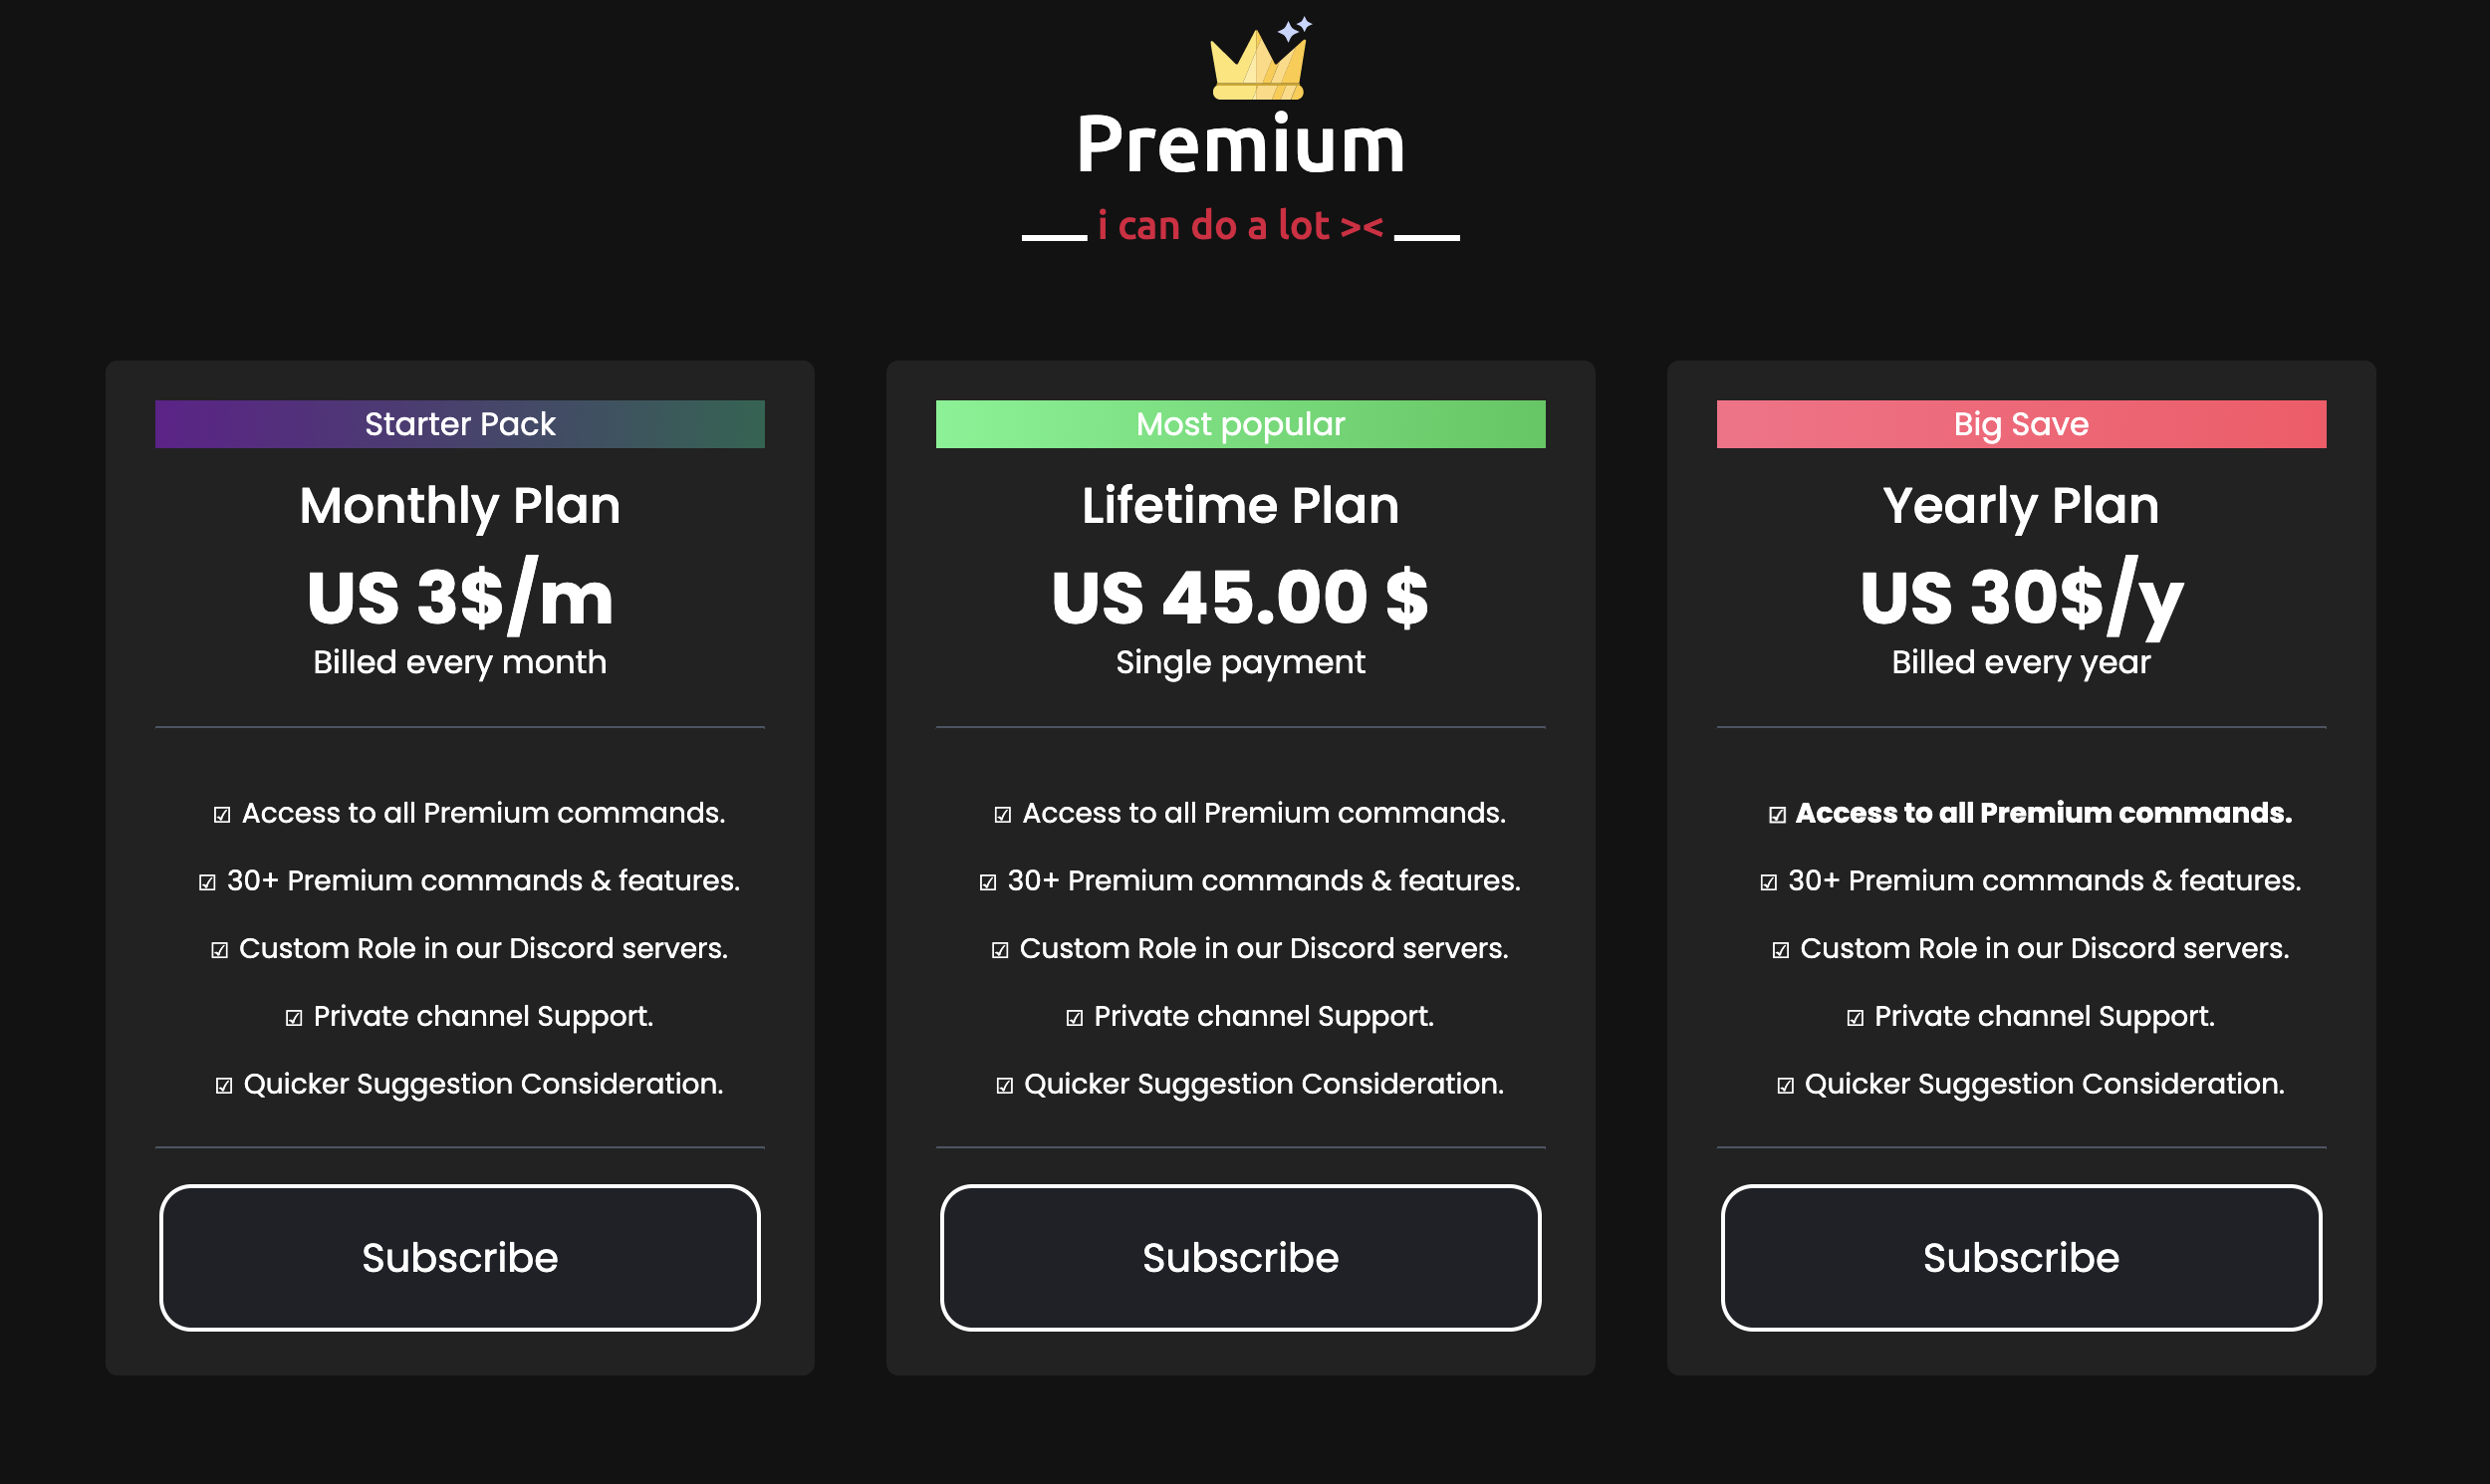 Premium
i can do a lot ><
Starter Pack
Monthly Plan
US 3$/m
Billed every month
☑ Access to all Premium commands.
☑ 30+ Premium commands & features.
☑ Custom Role in our Discord servers.
☑ Private channel Support.
☑ Quicker Suggestion Consideration.
Subscribe
Most popular
Lifetime Plan
US 45.00 $
Single payment
☑ Access to all Premium commands.
☑ 30+ Premium commands & features.
☑ Custom Role in our Discord servers.
☑ Private channel Support.
☑ Quicker Suggestion Consideration.
Subscribe
Big Save
Yearly Plan
US 30$/y
Billed every year
☑ Access to all Premium commands.
☑ 30+ Premium commands & features.
☑ Custom Role in our Discord servers.
☑ Private channel Support.
☑ Quicker Suggestion Consideration.
Subscribe